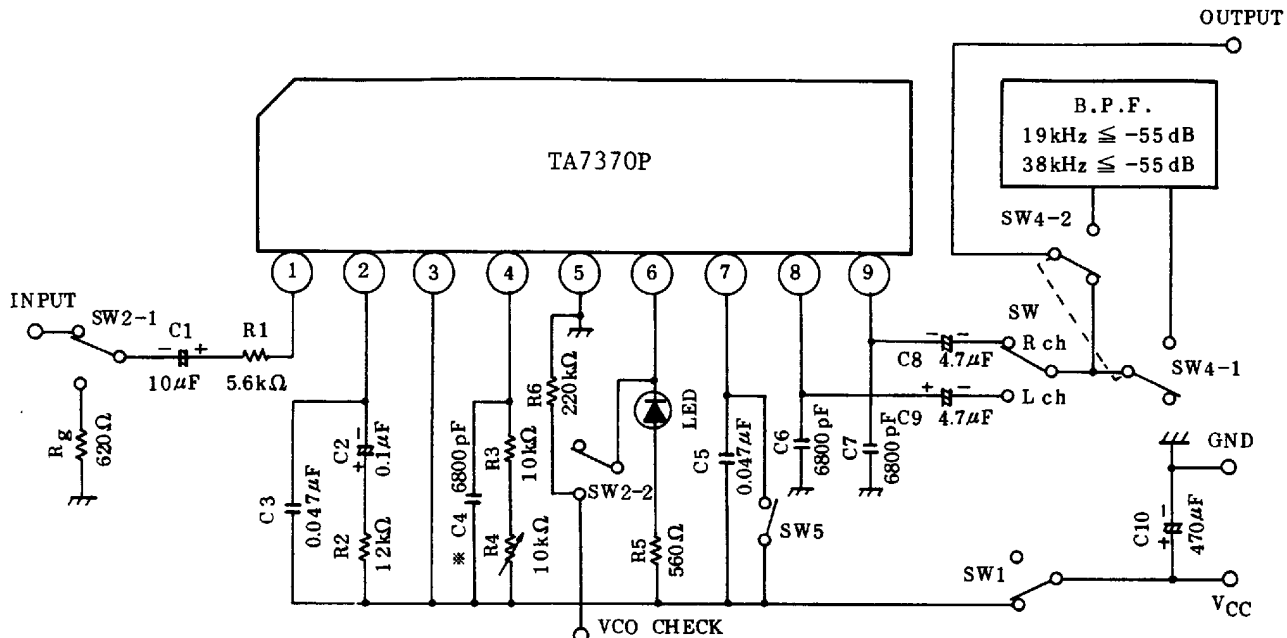 OUTPUT
B.P.F.
19kHz ≦ -55dB
38kHz ≦ -55dB
TA7370P
SW4-2
1 2 3 4 5 6 7 8 9
INPUT
SW2-1
C1
- +
10μF
R1
5.6kΩ
Rg
620Ω
C3
0.047μF
C2
- +
0.1μF
R2
12kΩ
※ C4
6800pF
R3
10kΩ
R4
10kΩ
R6
220kΩ
SW2-2
LED
R5
560Ω
C5
0.047μF
SW5
C6
6800pF
C7
6800pF
- -
C8
4.7μF
+ -
C9
4.7μF
SW
R ch
L ch
SW4-1
GND
C10
- +
470μF
SW1
VCC
VCO CHECK